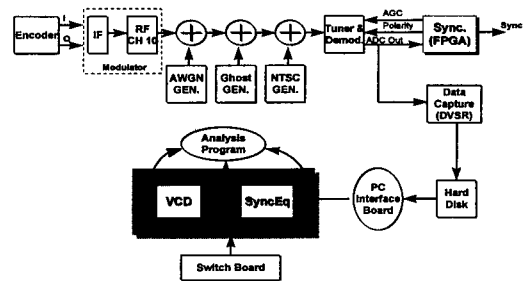 Encoder
I
Q
IF
RF
CH 10
Modulator
AWGN
GEN.
Ghost
GEN.
NTSC
GEN.
Tuner &
Demod.
AGC
Polarity
ADC Out
Sync.
(FPGA)
Sync
Data
Capture
(DVSR)
Hard
Disk
PC
Interface
Board
Analysis
Program
VCD
SyncEq
Switch Board